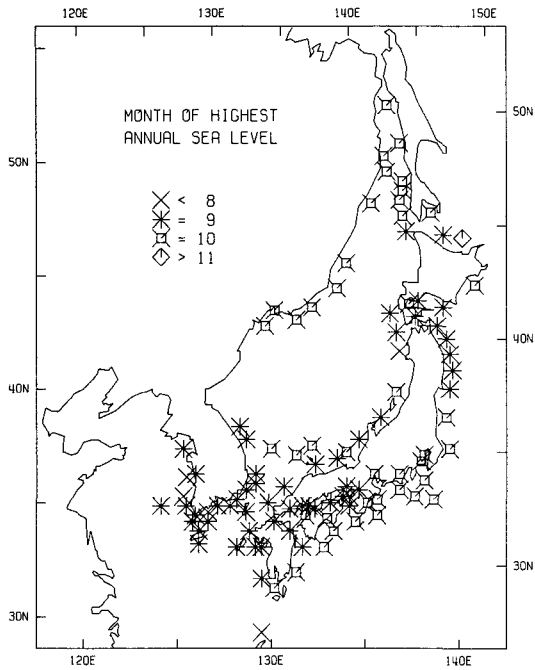 120E 130E 140E 150E
MONTH OF HIGHEST
ANNUAL SEA LEVEL
< 8
= 9
= 10
> 11
50N
50N
40N
40N
30N
30N
120E 130E 140E